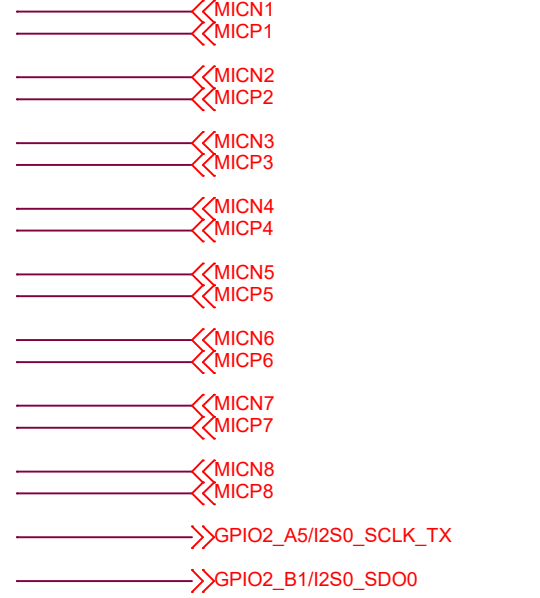 MICN1
MICP1
MICN2
MICP2
MICN3
MICP3
MICN4
MICP4
MICN5
MICP5
MICN6
MICP6
MICN7
MICP7
MICN8
MICP8
GPIO2_A5/I2S0_SCLK_TX
GPIO2_B1/I2S0_SDO0